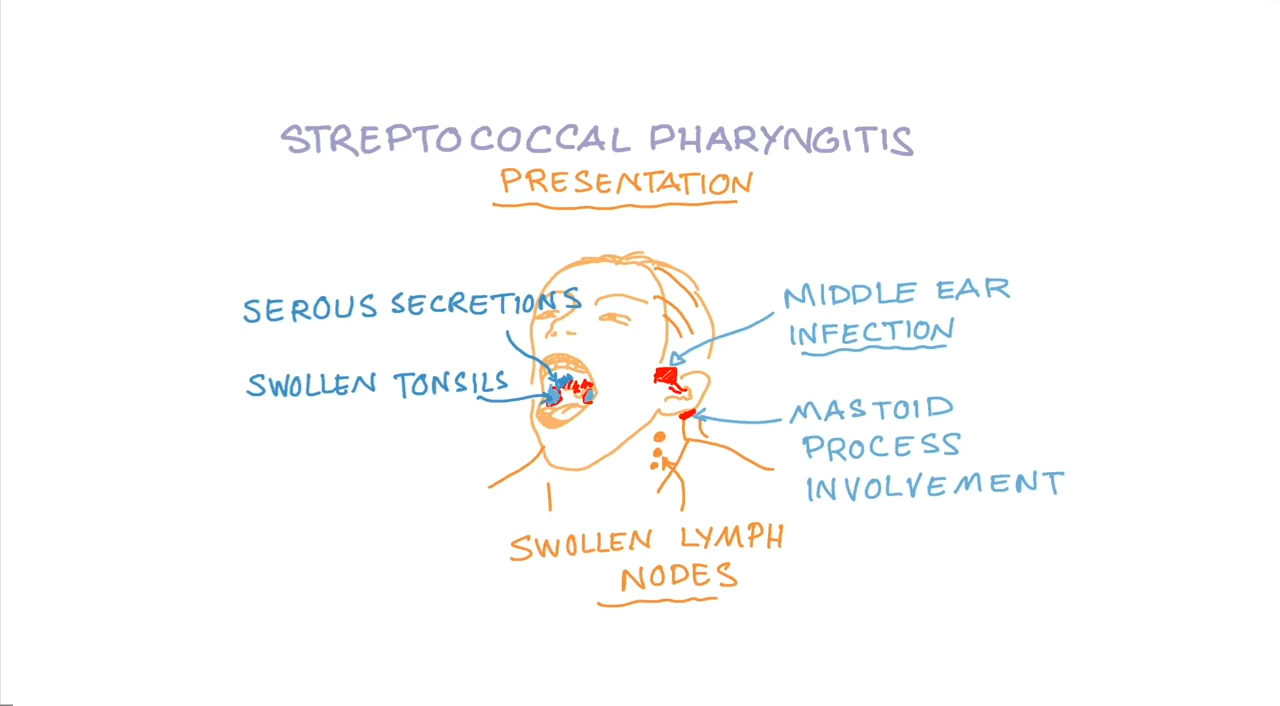 STREPTOCOCCAL PHARYNGITIS
PRESENTATION
SEROUS SECRETIONS
SWOLLEN TONSILS
MIDDLE EAR
INFECTION
MASTOID
PROCESS
INVOLVEMENT
SWOLLEN LYMPH
NODES